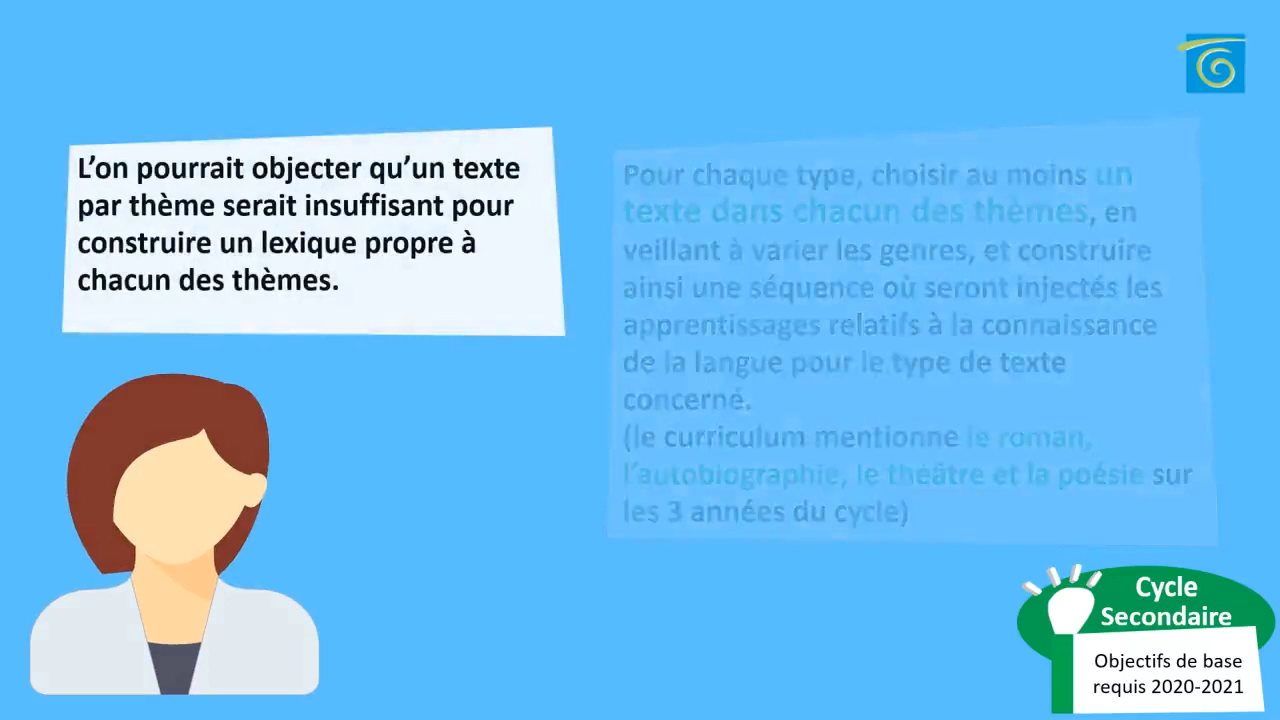 L’on pourrait objecter qu’un texte
par thème serait insuffisant pour
construire un lexique propre à
chacun des thèmes.
Pour chaque type, choisir au moins un
texte dans chacun des thèmes, en
veillant à varier les genres, et construire
ainsi une séquence où seront injectés les
apprentissages relatifs à la connaissance
de la langue pour le type de texte
concerné.
(le curriculum mentionne le roman,
l’autobiographie, le théâtre et la poésie sur
les 3 années du cycle)
Cycle
Secondaire
Objectifs de base
requis 2020-2021